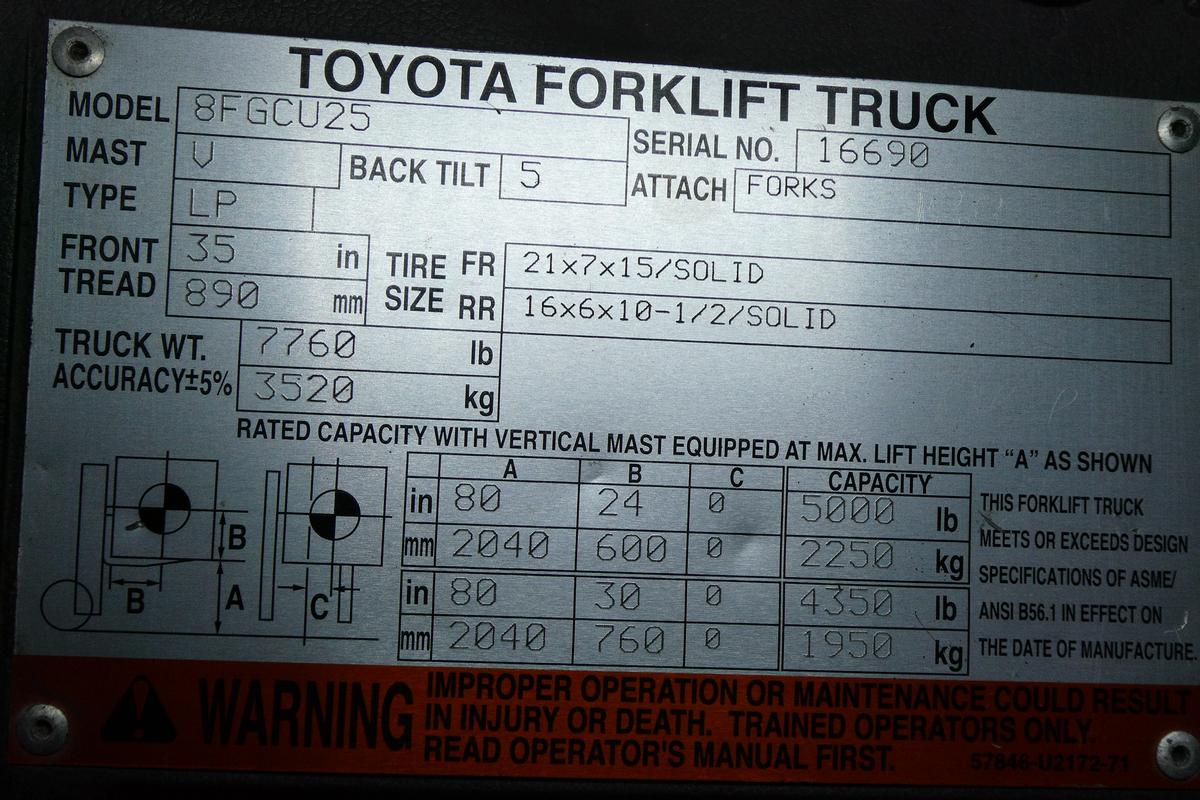 TOYOTA FORKLIFT TRUCK
MODEL 8FGCU25
SERIAL NO. 16690
MAST V BACK TILT 5
ATTACH FORKS
TYPE LP
FRONT TREAD 35 in
890 mm
TIRE SIZE FR 21x7x15/SOLID
RR 16x6x10-1/2/SOLID
TRUCK WT. 7760 lb
ACCURACY±5% 3520 kg
RATED CAPACITY WITH VERTICAL MAST EQUIPPED AT MAX. LIFT HEIGHT “A” AS SHOWN
A B C CAPACITY
in 80 24 0 5000 lb
mm 2040 600 0 2250 kg
in 80 30 0 4350 lb
mm 2040 760 0 1950 kg
B
B
A
C
THIS FORKLIFT TRUCK
MEETS OR EXCEEDS DESIGN
SPECIFICATIONS OF ASME/
ANSI B56.1 IN EFFECT ON
THE DATE OF MANUFACTURE.
WARNING
IMPROPER OPERATION OR MAINTENANCE COULD RESULT
IN INJURY OR DEATH. TRAINED OPERATORS ONLY.
READ OPERATOR'S MANUAL FIRST.
57846-U2172-71